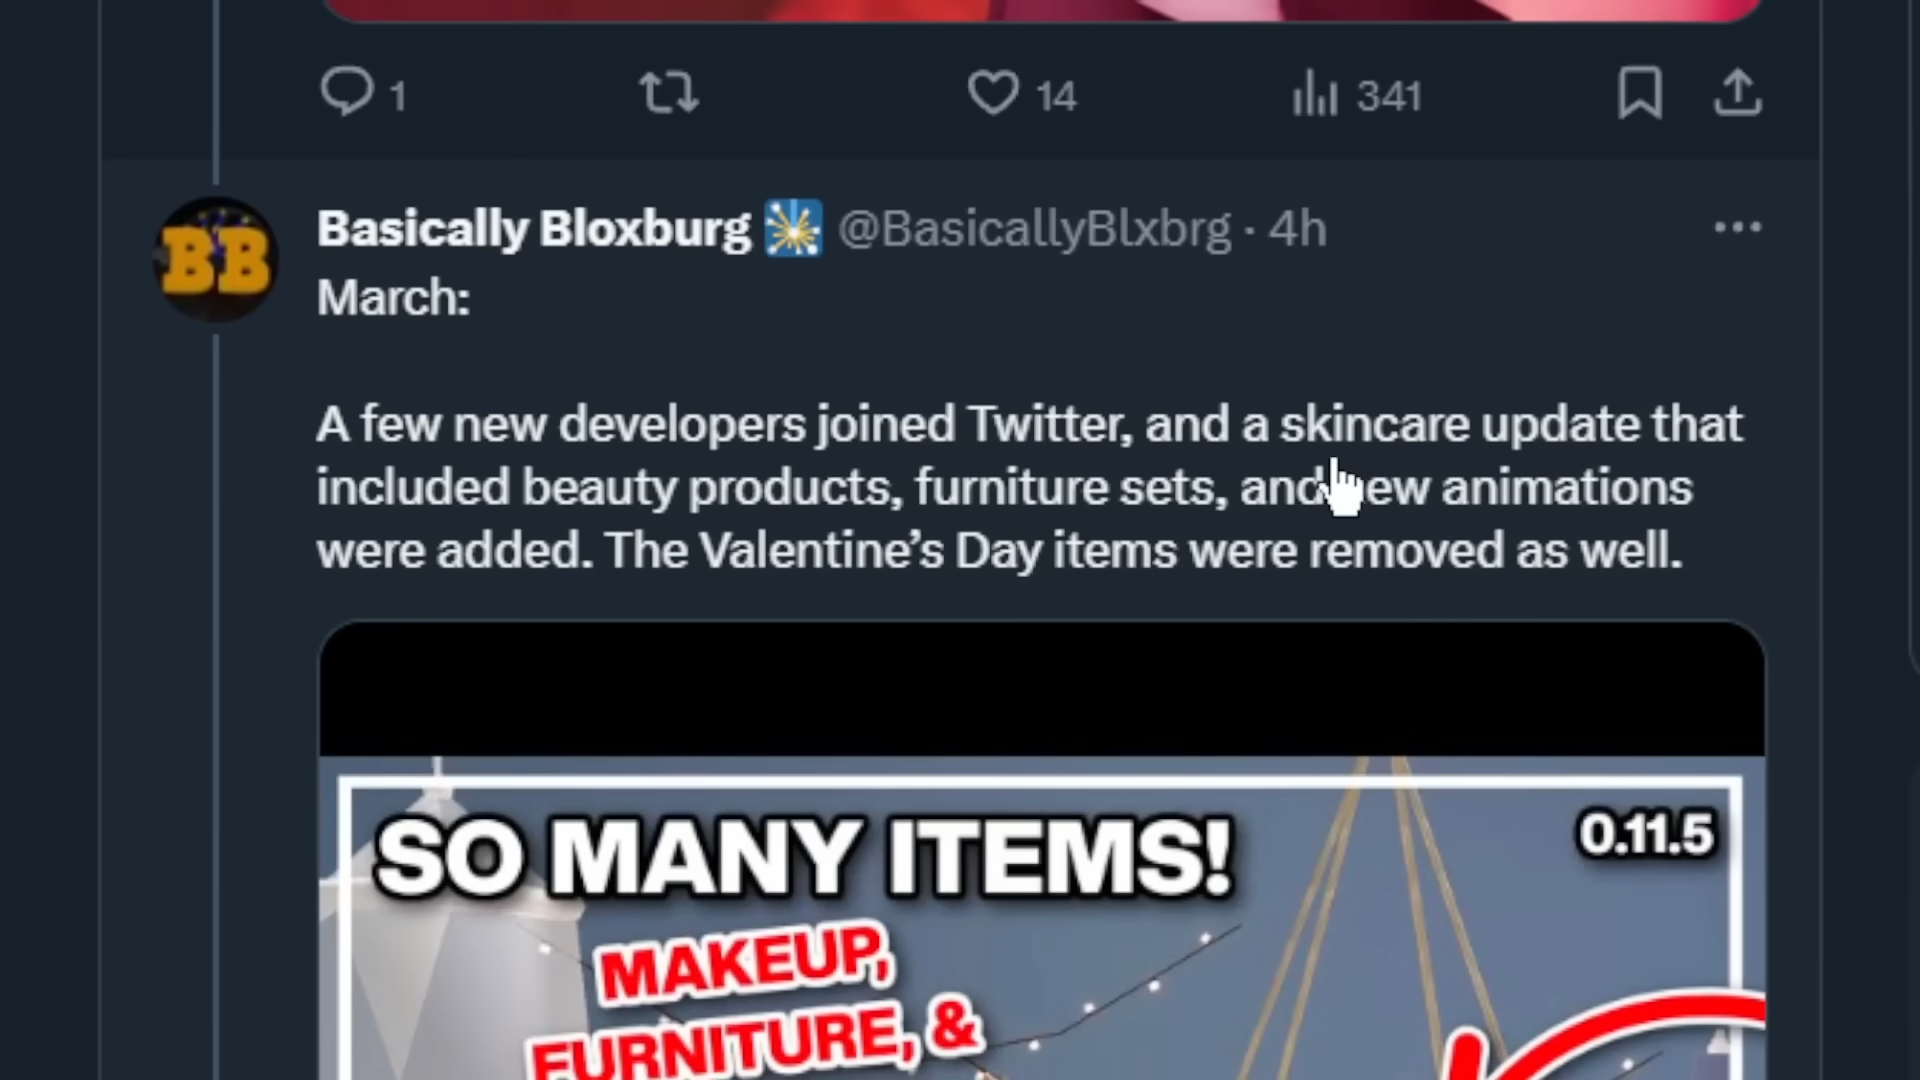 1 14 341
BB
Basically Bloxburg @BasicallyBlxbrg · 4h
March:
A few new developers joined Twitter, and a skincare update that
included beauty products, furniture sets, and new animations
were added. The Valentine’s Day items were removed as well.
SO MANY ITEMS!
0.11.5
MAKEUP,
FURNITURE, &